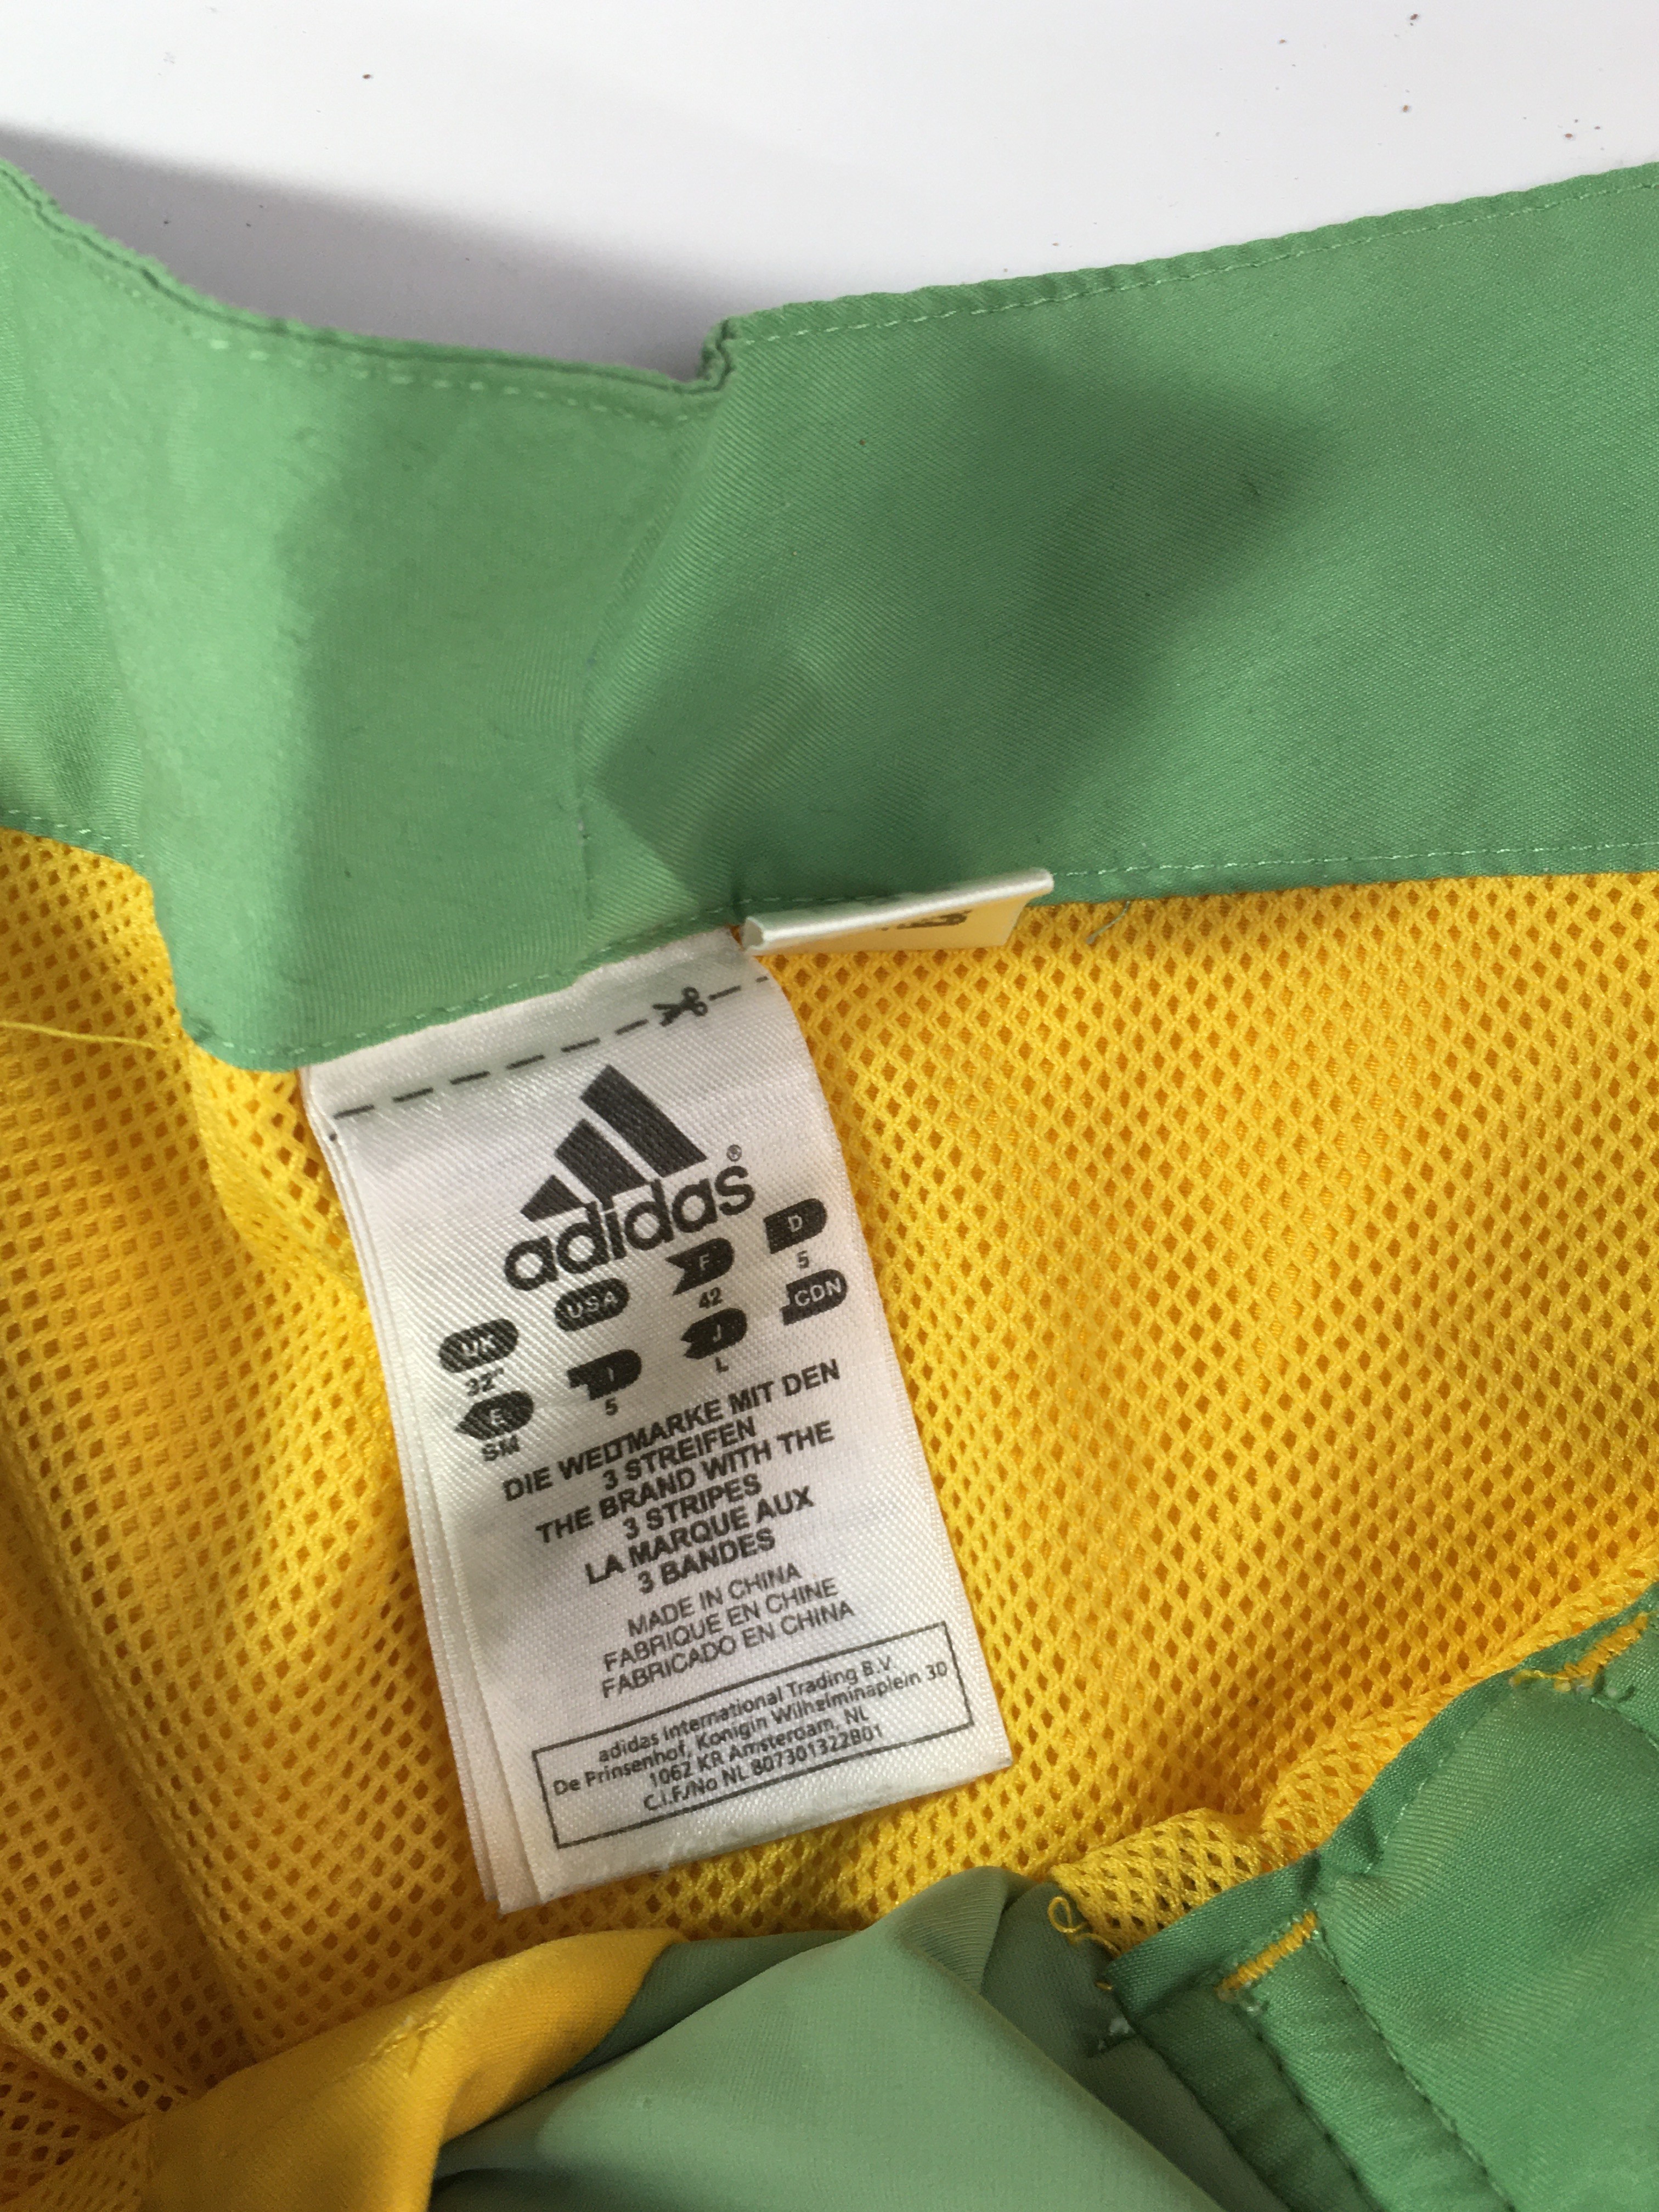 adidas®
UK USA F D
32" 42 5
E I J CDN
SM 5 L
DIE WELTMARKE MIT DEN
3 STREIFEN
THE BRAND WITH THE
3 STRIPES
LA MARQUE AUX
3 BANDES
MADE IN CHINA
FABRIQUE EN CHINE
FABRICADO EN CHINA
adidas International Trading B.V.
De Prinsenhof, Konigin Wilhelminaplein 30
1062 KR Amsterdam, NL
C.I.F./No NL 807301322B01